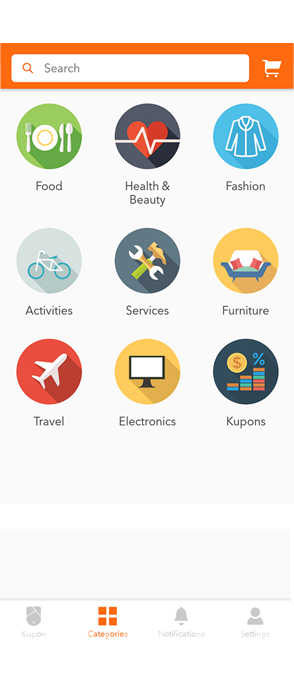 Search
Food
Health &
Beauty
Fashion
Activities
Services
Furniture
Travel
Electronics
Kupons
$ %
Kupon
Categories
Notifications
Settings